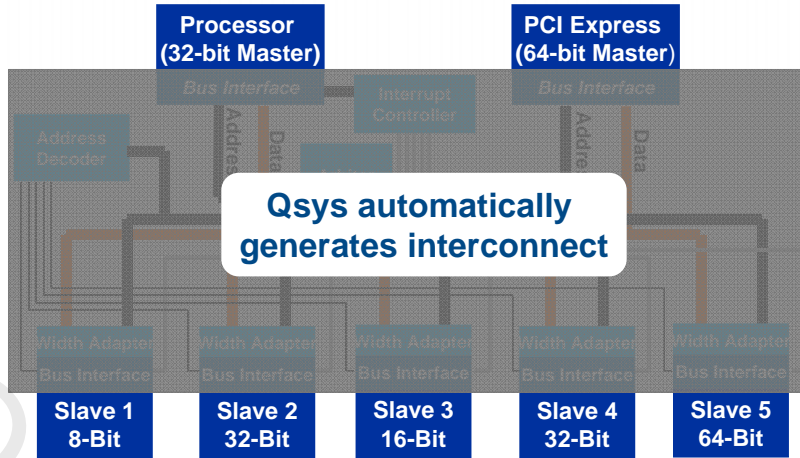 Processor
(32-bit Master)
PCI Express
(64-bit Master)
Bus Interface
Bus Interface
Interrupt
Controller
Address
Decoder
Address
Data
Address
Data
Qsys automatically
generates interconnect
Width Adapter
Width Adapter
Width Adapter
Width Adapter
Width Adapter
Bus Interface
Bus Interface
Bus Interface
Bus Interface
Bus Interface
Slave 1
8-Bit
Slave 2
32-Bit
Slave 3
16-Bit
Slave 4
32-Bit
Slave 5
64-Bit